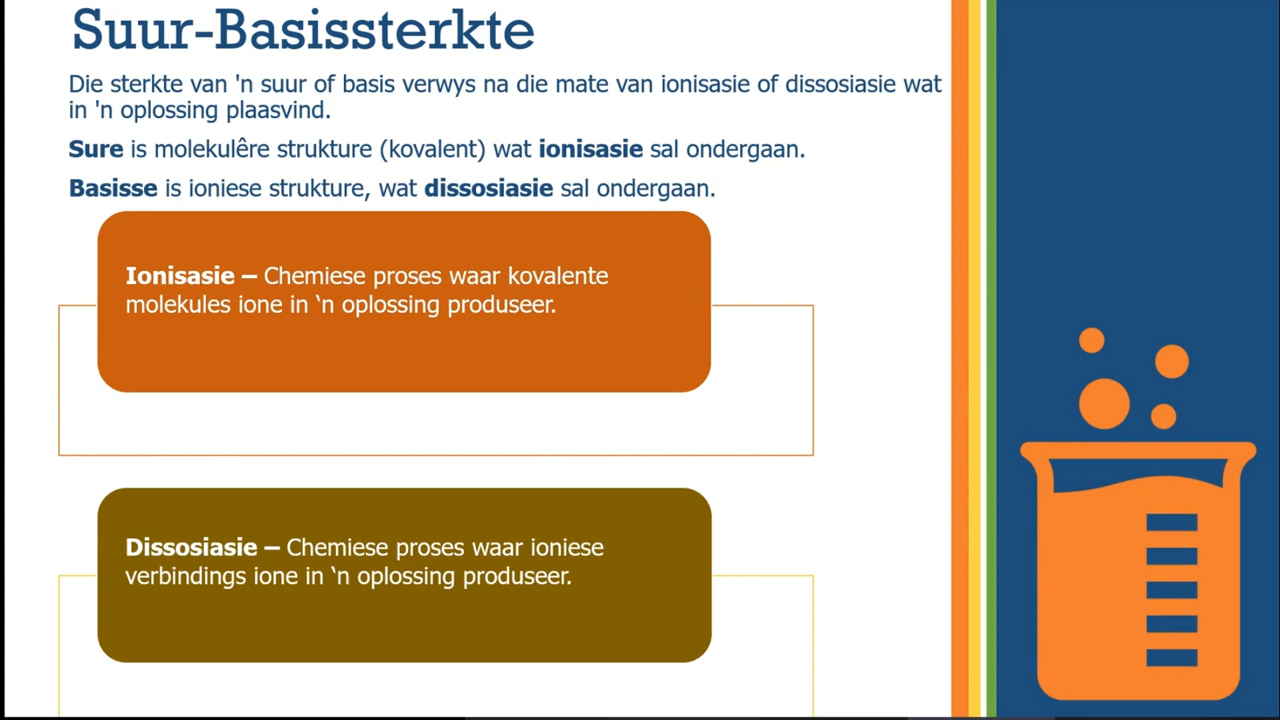 Suur-Basissterkte
Die sterkte van 'n suur of basis verwys na die mate van ionisasie of dissosiasie wat
in 'n oplossing plaasvind.
Sure is molekulêre strukture (kovalent) wat ionisasie sal ondergaan.
Basisse is ioniese strukture, wat dissosiasie sal ondergaan.
Ionisasie – Chemiese proses waar kovalente
molekules ione in ‘n oplossing produseer.
Dissosiasie – Chemiese proses waar ioniese
verbindings ione in ‘n oplossing produseer.